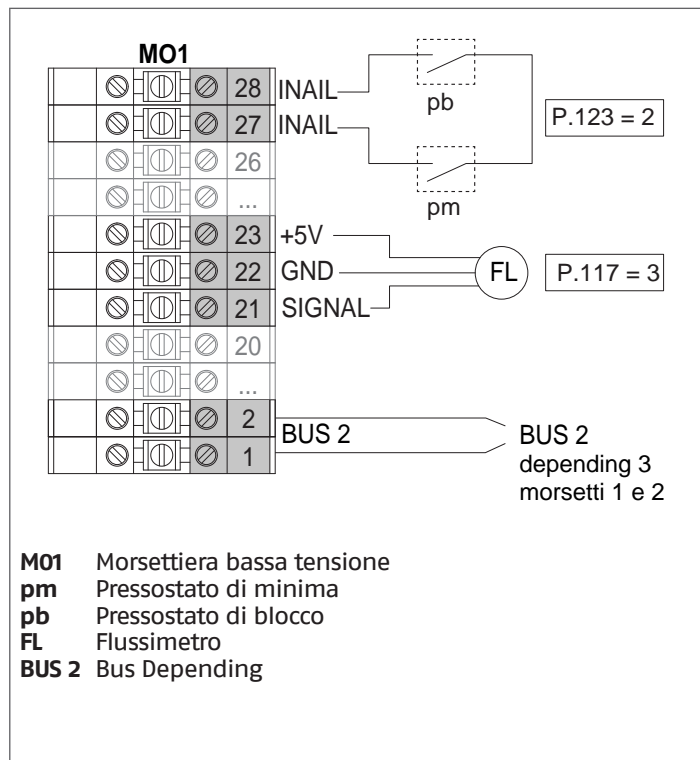 MO1
28 INAIL
pb
27 INAIL
P.123 = 2
26
pm
...
23 +5V
22 GND
FL
P.117 = 3
21 SIGNAL
20
...
2
BUS 2
1
BUS 2
depending 3
morsetti 1 e 2
M01 Morsettiera bassa tensione
pm Pressostato di minima
pb Pressostato di blocco
FL Flussimetro
BUS 2 Bus Depending